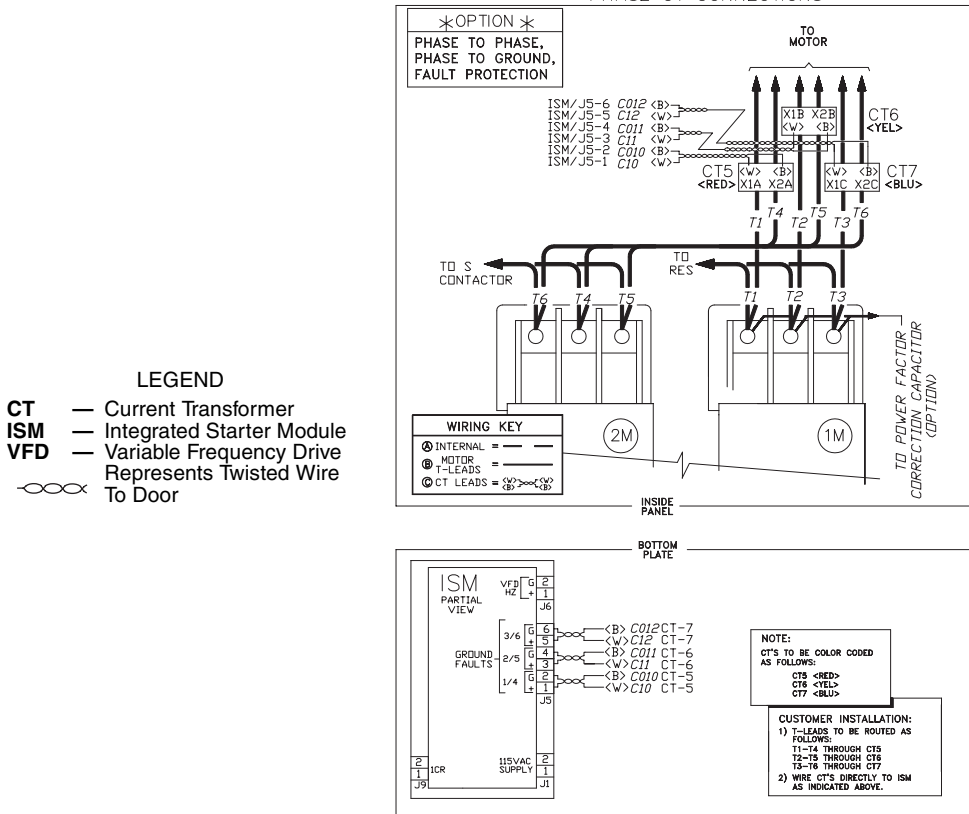 PHASE CT CONNECTIONS
*OPTION*
PHASE TO PHASE,
PHASE TO GROUND,
FAULT PROTECTION
TO
MOTOR
ISM/J5-6 C012 <B>
ISM/J5-5 C12 <W>
ISM/J5-4 C011 <B>
ISM/J5-3 C11 <W>
ISM/J5-2 C010 <B>
ISM/J5-1 C10 <W>
X1B X2B
<W> <B>
CT6
<YEL>
CT5
<RED>
<W> <B>
X1A X2A
<W> <B>
X1C X2C
CT7
<BLU>
T1 T4 T2 T5 T3 T6
TO S
CONTACTOR
TO
RES
T6 T4 T5
T1 T2 T3
TO POWER FACTOR
CORRECTION CAPACITOR
(OPTION)
2M
1M
WIRING KEY
A INTERNAL =
B MOTOR
T-LEADS =
C CT LEADS = <W> <W>
<B> <B>
INSIDE
PANEL
LEGEND
CT — Current Transformer
ISM — Integrated Starter Module
VFD — Variable Frequency Drive
Represents Twisted Wire
To Door
BOTTOM
PLATE
ISM
PARTIAL
VIEW
VFD G 2
HZ + 1
J6
GROUND
FAULTS
3/6 G 6 <B> C012 CT-7
+ 5 <W> C12 CT-7
2/5 G 4 <B> C011 CT-6
+ 3 <W> C11 CT-6
1/4 G 2 <B> C010 CT-5
+ 1 <W> C10 CT-5
J5
2
1 1CR
J9
115VAC 2
SUPPLY 1
J1
NOTE:
CT'S TO BE COLOR CODED
AS FOLLOWS:
CT5 <RED>
CT6 <YEL>
CT7 <BLU>
CUSTOMER INSTALLATION:
1) T-LEADS TO BE ROUTED AS
FOLLOWS:
T1-T4 THROUGH CT5
T2-T5 THROUGH CT6
T3-T6 THROUGH CT7
2) WIRE CT'S DIRECTLY TO ISM
AS INDICATED ABOVE.